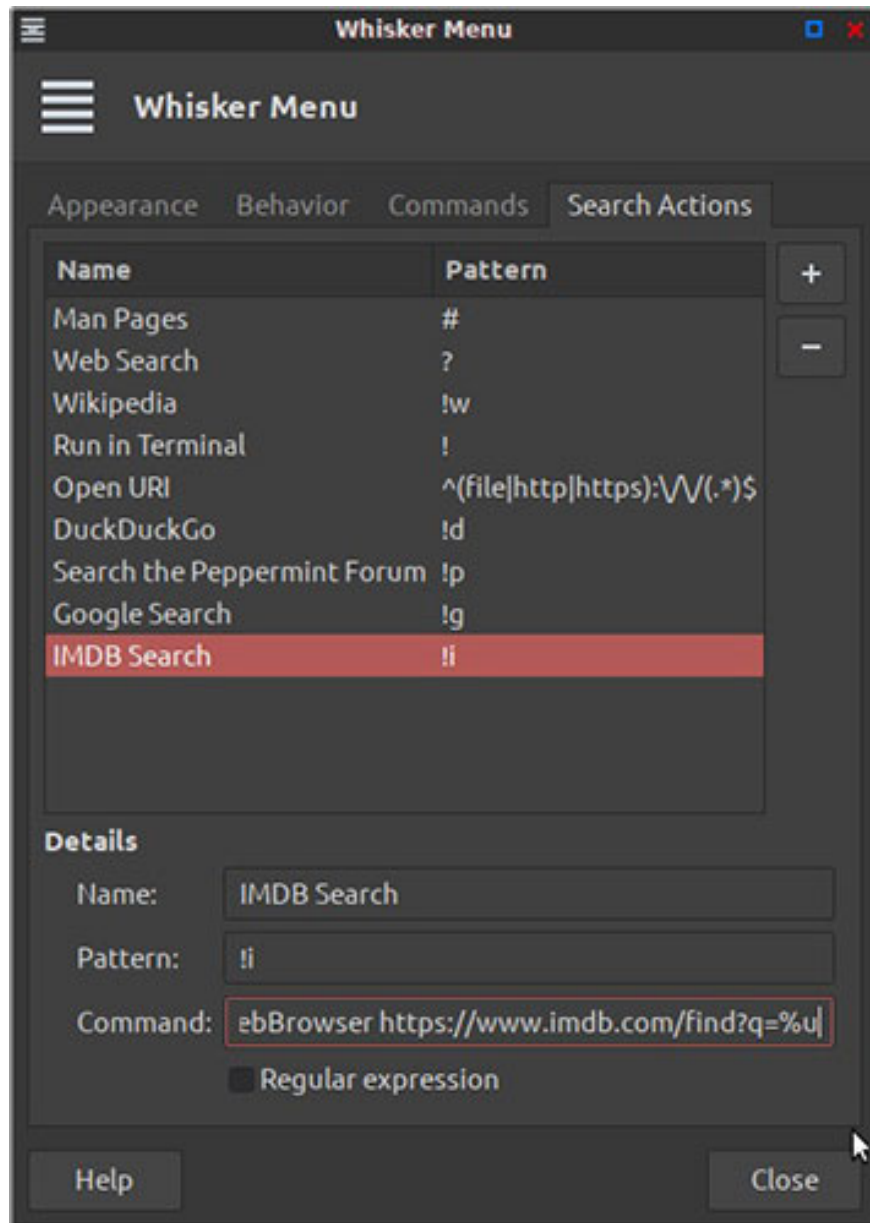 Whisker Menu
Whisker Menu
Appearance Behavior Commands Search Actions
Name Pattern +
Man Pages #
Web Search ? −
Wikipedia !w
Run in Terminal !
Open URI ^(file|http|https):\/\/(.*)$
DuckDuckGo !d
Search the Peppermint Forum !p
Google Search !g
IMDB Search !i
Details
Name: IMDB Search
Pattern: !i
Command: ebBrowser https://www.imdb.com/find?q=%u
Regular expression
Help Close